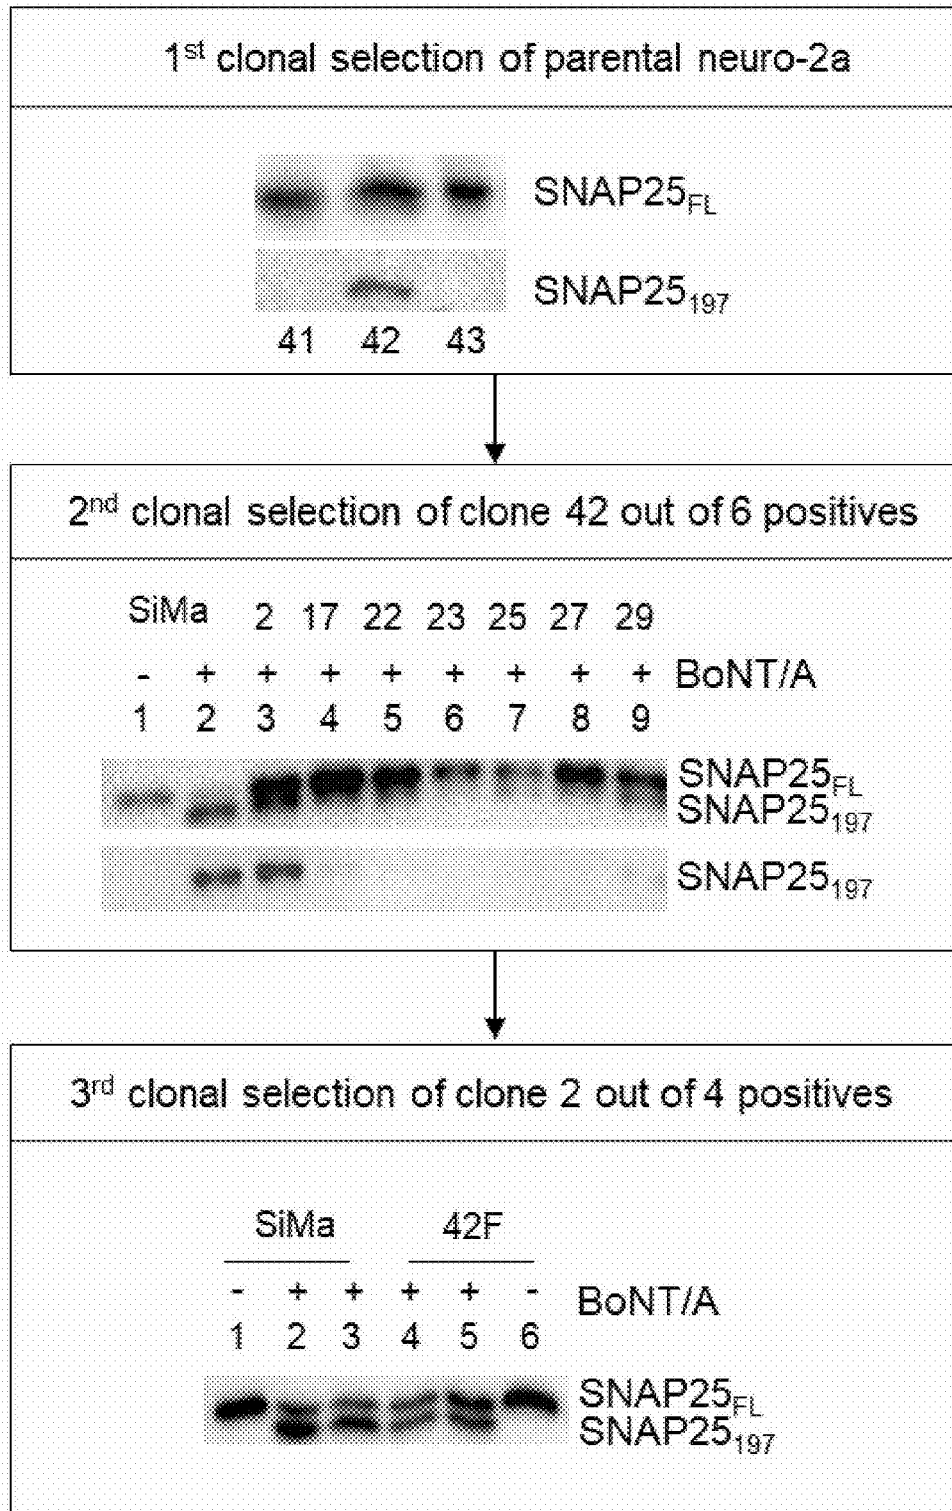 1st clonal selection of parental neuro-2a
SNAP25FL
SNAP25197
41 42 43
2nd clonal selection of clone 42 out of 6 positives
SiMa 2 17 22 23 25 27 29
- + + + + + + + + BoNT/A
1 2 3 4 5 6 7 8 9
SNAP25FL
SNAP25197
SNAP25197
3rd clonal selection of clone 2 out of 4 positives
SiMa 42F
- + + + + - BoNT/A
1 2 3 4 5 6
SNAP25FL
SNAP25197